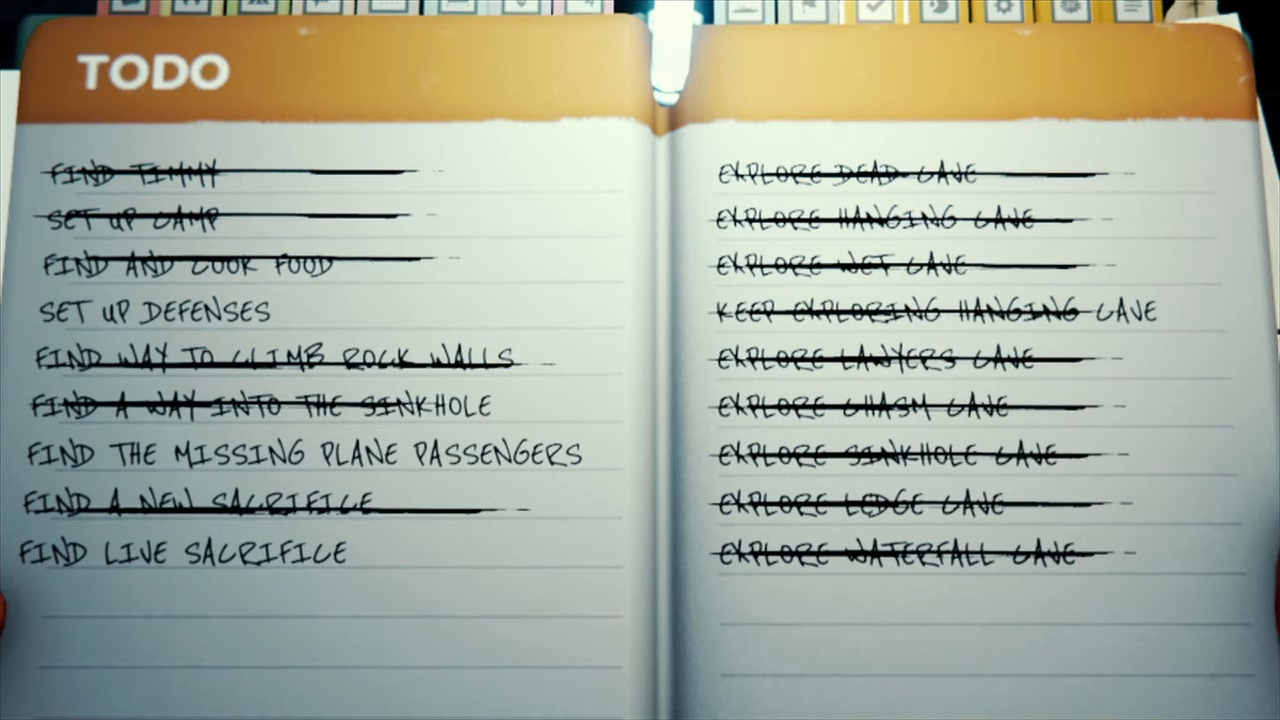 TODO
FIND TIMMY
SET UP CAMP
FIND AND COOK FOOD
SET UP DEFENSES
FIND WAY TO CLIMB ROCK WALLS
FIND A WAY INTO THE SINKHOLE
FIND THE MISSING PLANE PASSENGERS
FIND A NEW SACRIFICE
FIND LIVE SACRIFICE
EXPLORE DEAD CAVE
EXPLORE HANGING CAVE
EXPLORE WET CAVE
KEEP EXPLORING HANGING CAVE
EXPLORE LAWYERS CAVE
EXPLORE CHASM CAVE
EXPLORE SINKHOLE CAVE
EXPLORE LEDGE CAVE
EXPLORE WATERFALL CAVE